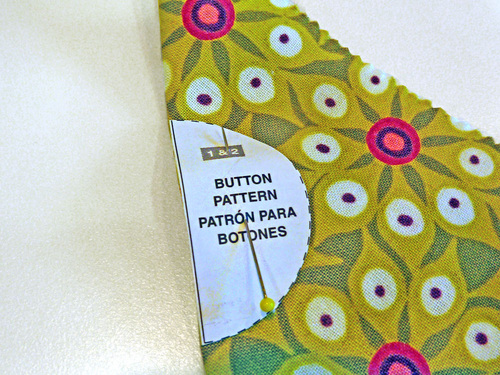 1 & 2
BUTTON
PATTERN
PATRÓN PARA
BOTONES